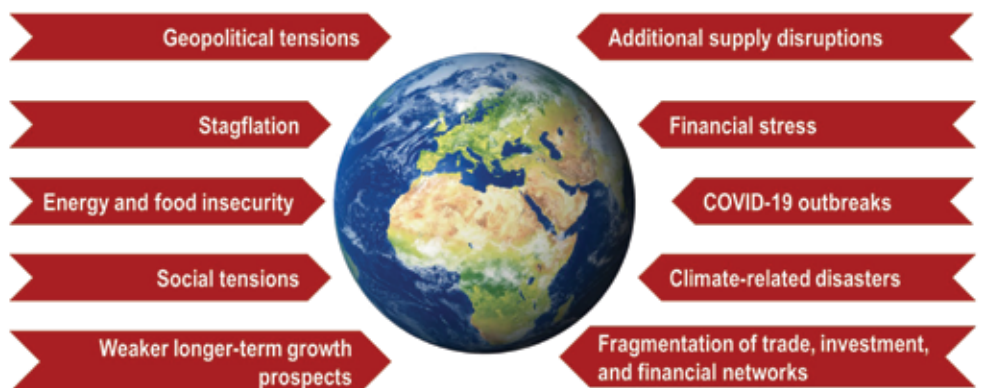 Geopolitical tensions
Stagflation
Energy and food insecurity
Social tensions
Weaker longer-term growth
prospects
Additional supply disruptions
Financial stress
COVID-19 outbreaks
Climate-related disasters
Fragmentation of trade, investment,
and financial networks